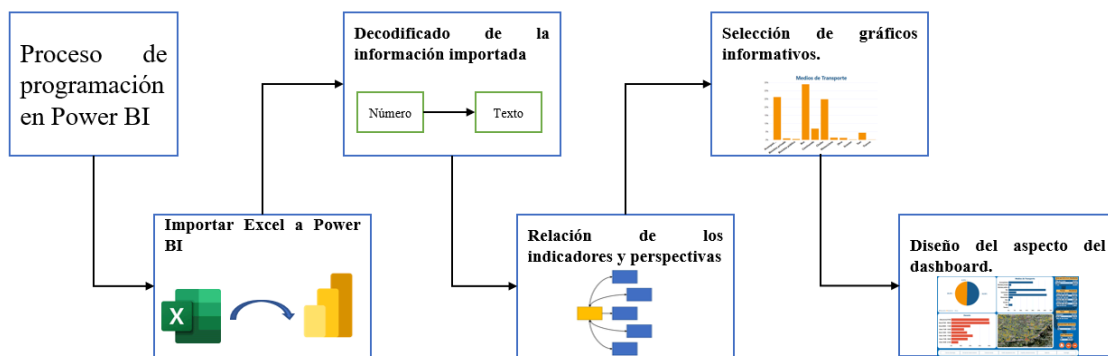 Proceso de
programación
en Power BI
Importar Excel a Power
BI
X
Decodificado de la
información importada
Número
Texto
Relación de los
indicadores y perspectivas
Selección de gráficos
informativos.
Medios de Transporte
Diseño del aspecto del
dashboard.